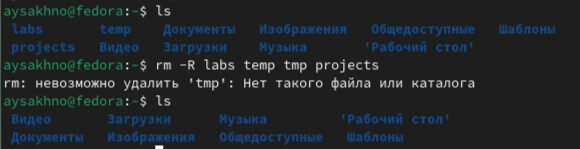 aysakhno@fedora:~$ ls
labs temp Документы Изображения Общедоступные Шаблоны
projects Видео Загрузки Музыка 'Рабочий стол'
aysakhno@fedora:~$ rm -R labs temp tmp projects
rm: невозможно удалить 'tmp': Нет такого файла или каталога
aysakhno@fedora:~$ ls
Видео Загрузки Музыка 'Рабочий стол'
Документы Изображения Общедоступные Шаблоны